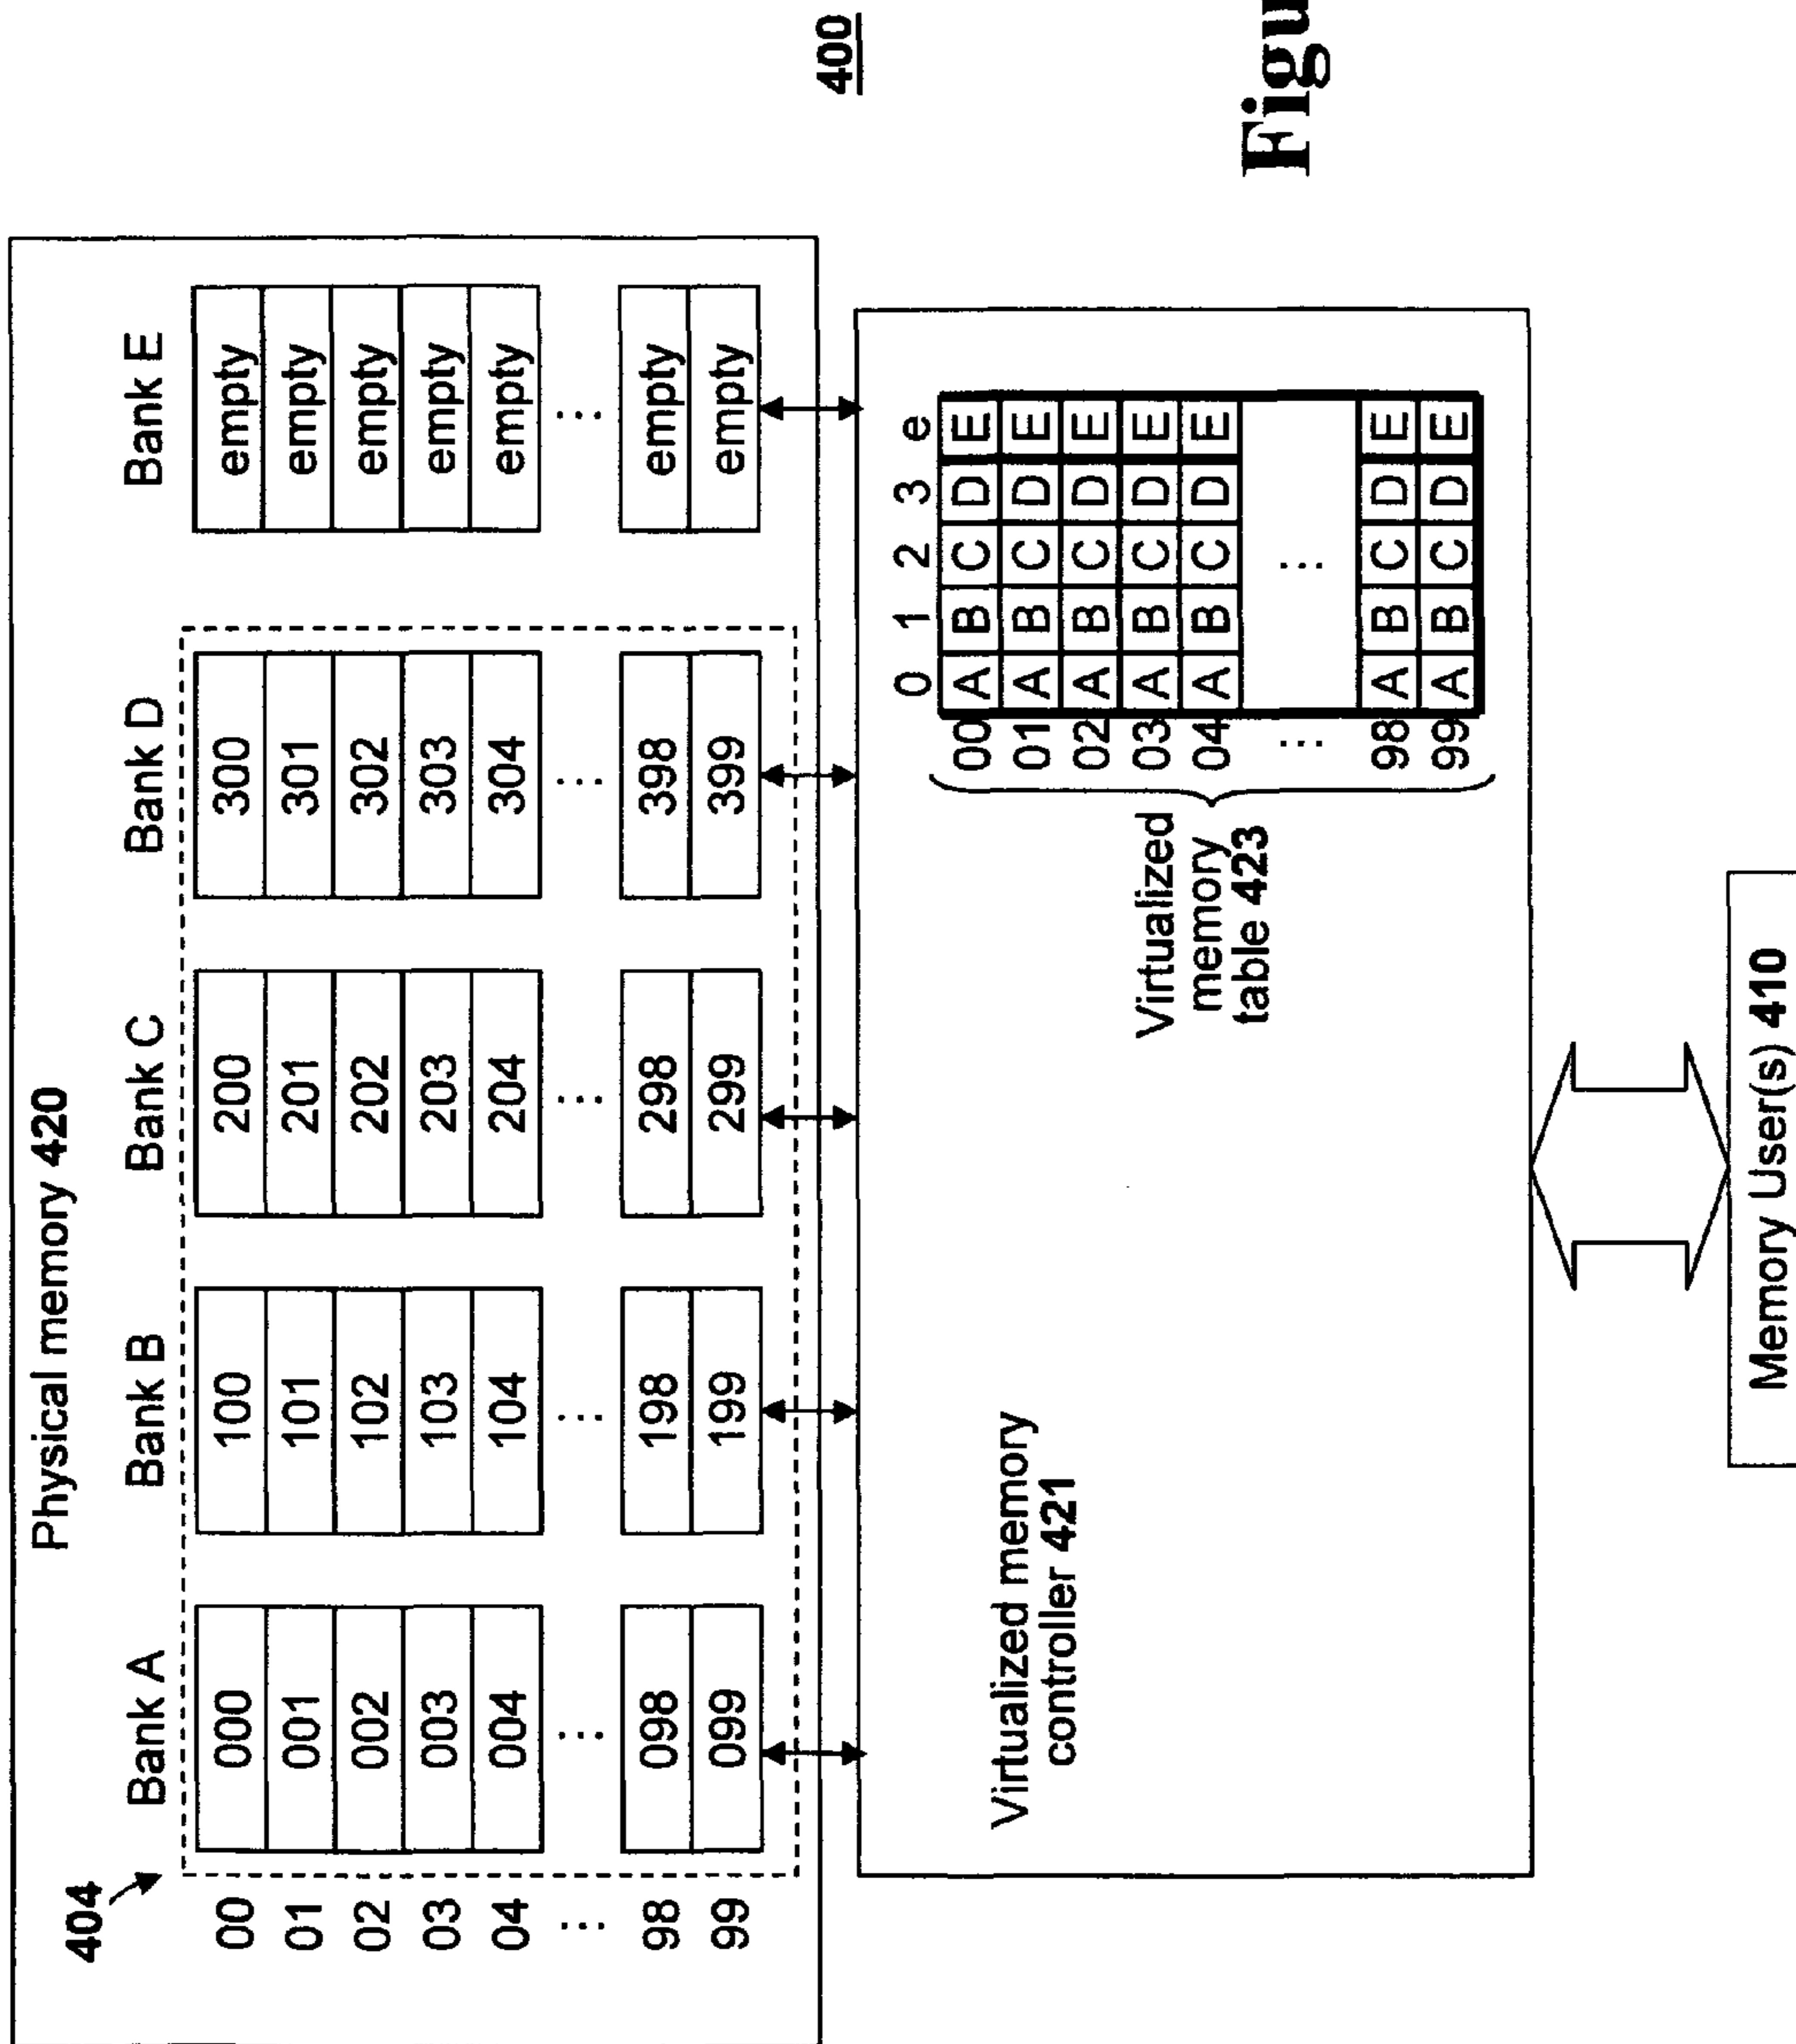 Physical memory 420
404
Bank A Bank B Bank C Bank D Bank E
00 000 100 200 300 empty
01 001 101 201 301 empty
02 002 102 202 302 empty
03 003 103 203 303 empty
04 004 104 204 304 empty
... ... ... ... ... ...
98 098 198 298 398 empty
99 099 199 299 399 empty
400
Virtualized memory
controller 421
Virtualized
memory
table 423
0 1 2 3 e
00 A B C D E
01 A B C D E
02 A B C D E
03 A B C D E
04 A B C D E
... ...
98 A B C D E
99 A B C D E
Memory User(s) 410